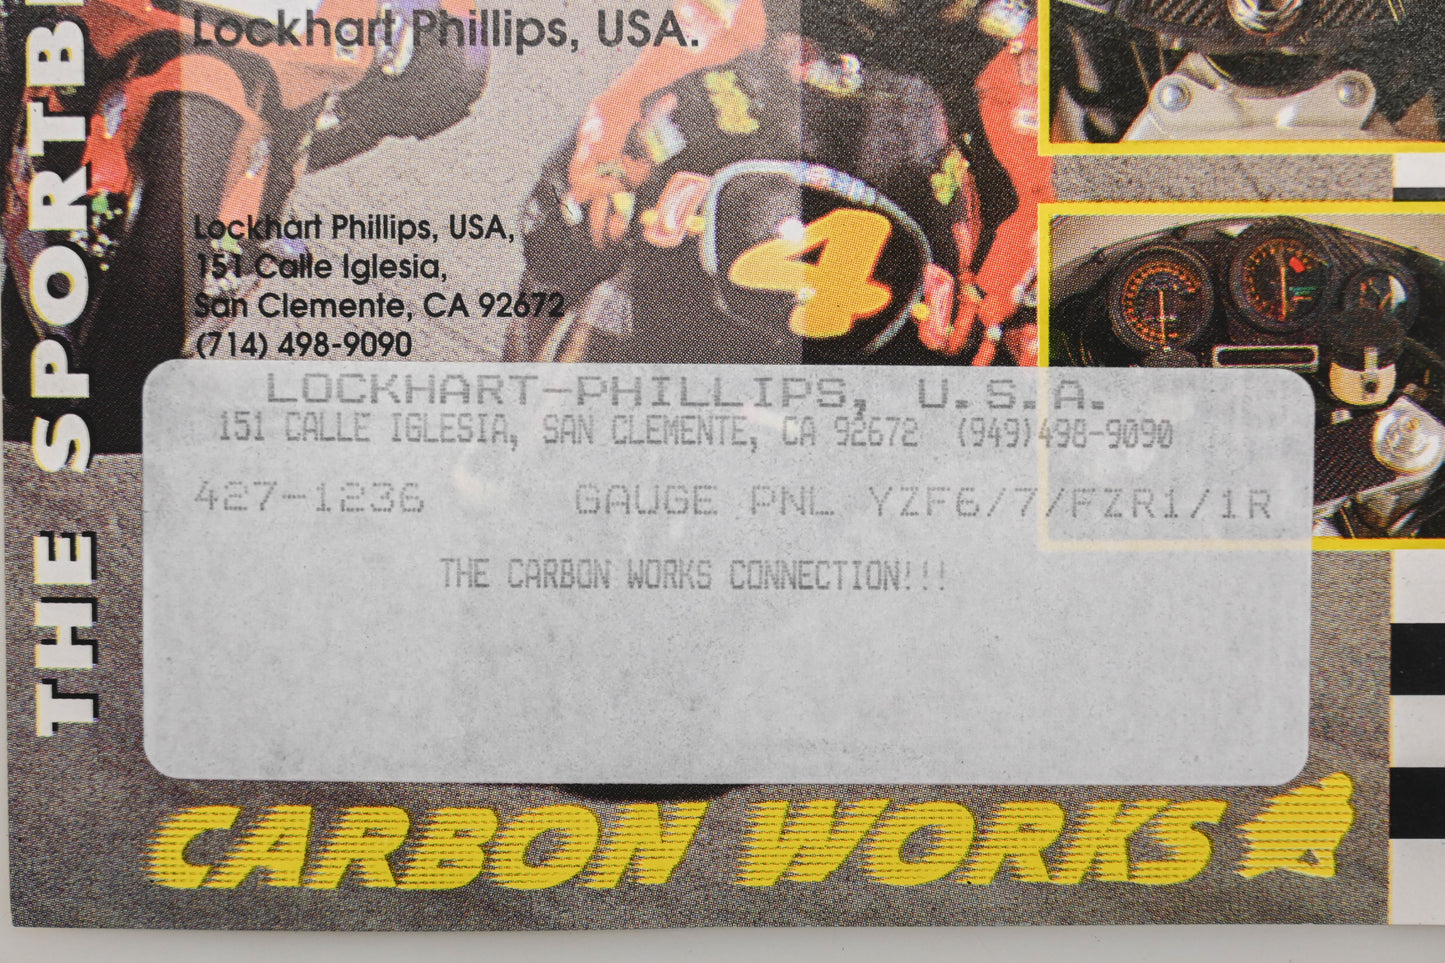 Lockhart Phillips, USA.
THE SPORTB
4
Lockhart Phillips, USA,
151 Calle Iglesia,
San Clemente, CA 92672
(714) 498-9090
LOCKHART-PHILLIPS, U.S.A.
151 CALLE IGLESIA, SAN CLEMENTE, CA 92672 (949)498-9090
427-1236 GAUGE PNL YZF6/7/FZR1/1R
THE CARBON WORKS CONNECTION!!!
CARBON WORKS